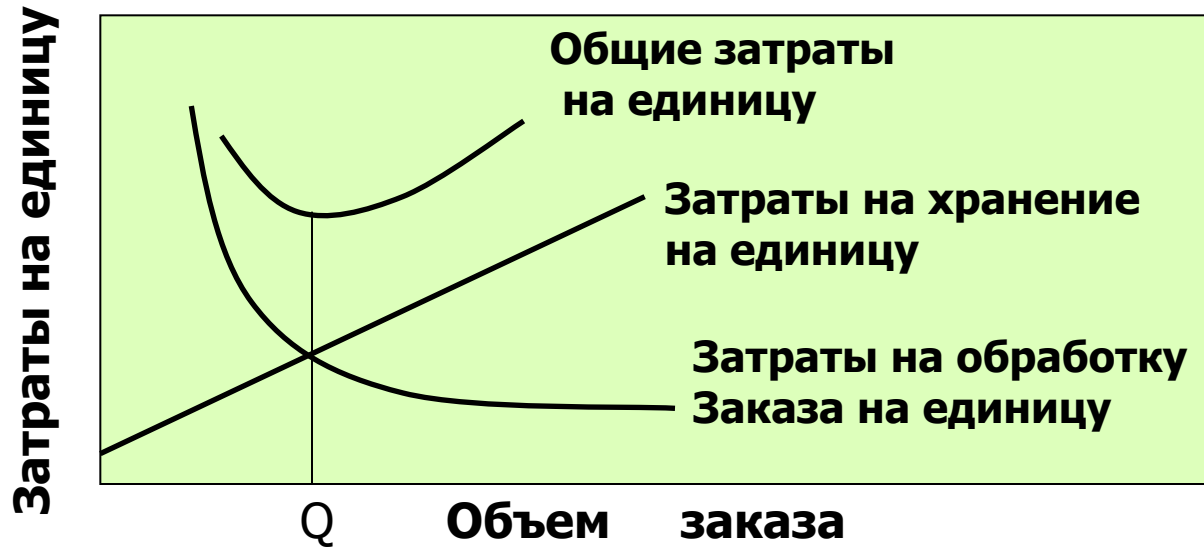 Затраты на единицу
Общие затраты
на единицу
Затраты на хранение
на единицу
Затраты на обработку
Заказа на единицу
Q Объем заказа